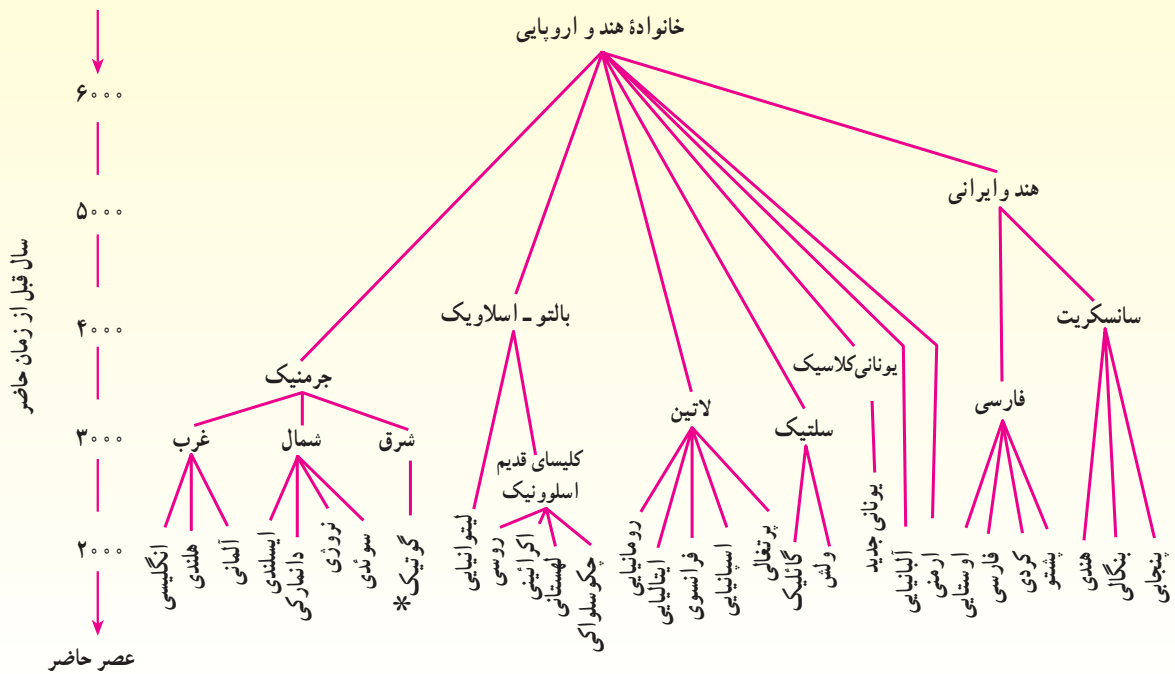 خانوادهٔ هند و اروپایی
سال قبل از زمان حاضر
۶۰۰۰
۵۰۰۰
۴۰۰۰
۳۰۰۰
۲۰۰۰
عصر حاضر
هند و ایرانی
سانسکریت
پنجابی
بنگالی
هندی
فارسی
پشتو
کردی
فارسی
اوستایی
ارمنی
آلبانیایی
یونانی کلاسیک
یونانی جدید
سلتیک
ولش
گائلیک
لاتین
پرتغالی
اسپانیایی
فرانسوی
ایتالیایی
رومانیایی
بالتو ـ اسلاویک
کلیسای قدیم
اسلوونیک
چکوسلواکی
لهستانی
اکراینی
روسی
لیتوانیایی
جرمنیک
شرق
گوتیک*
شمال
سوئدی
نروژی
دانمارکی
ایسلندی
غرب
آلمانی
هلندی
انگلیسی